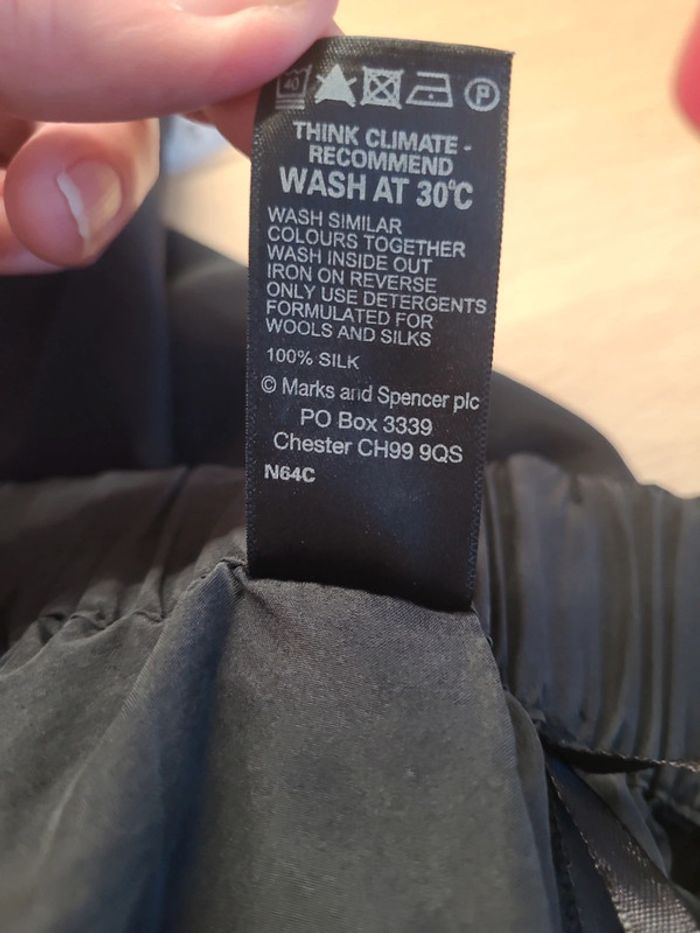 40
P
THINK CLIMATE -
RECOMMEND
WASH AT 30°C
WASH SIMILAR
COLOURS TOGETHER
WASH INSIDE OUT
IRON ON REVERSE
ONLY USE DETERGENTS
FORMULATED FOR
WOOLS AND SILKS
100% SILK
© Marks and Spencer plc
PO Box 3339
Chester CH99 9QS
N64C